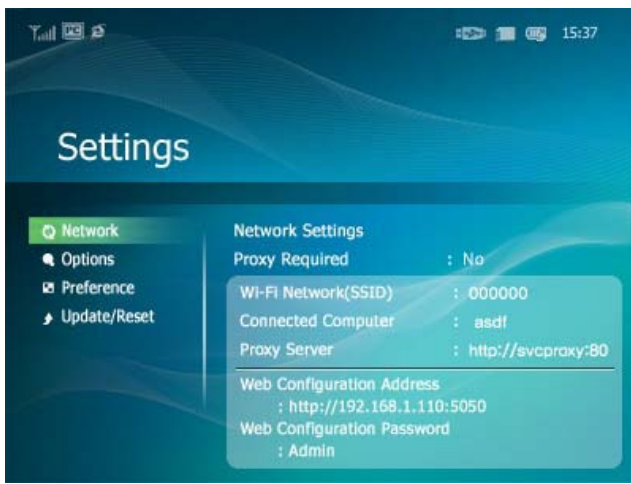 15:37
Settings
Network
Options
Preference
Update/Reset
Network Settings
Proxy Required : No
Wi-Fi Network(SSID) : 000000
Connected Computer : asdf
Proxy Server : http://svcproxy:80
Web Configuration Address
: http://192.168.1.110:5050
Web Configuration Password
: Admin